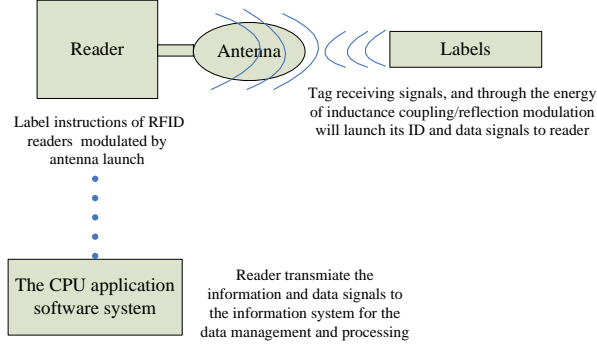 Reader
Antenna
Labels
Tag receiving signals, and through the energy
of inductance coupling/reflection modulation
will launch its ID and data signals to reader
Label instructions of RFID
readers modulated by
antenna launch
The CPU application
software system
Reader transmiate the
information and data signals to
the information system for the
data management and processing